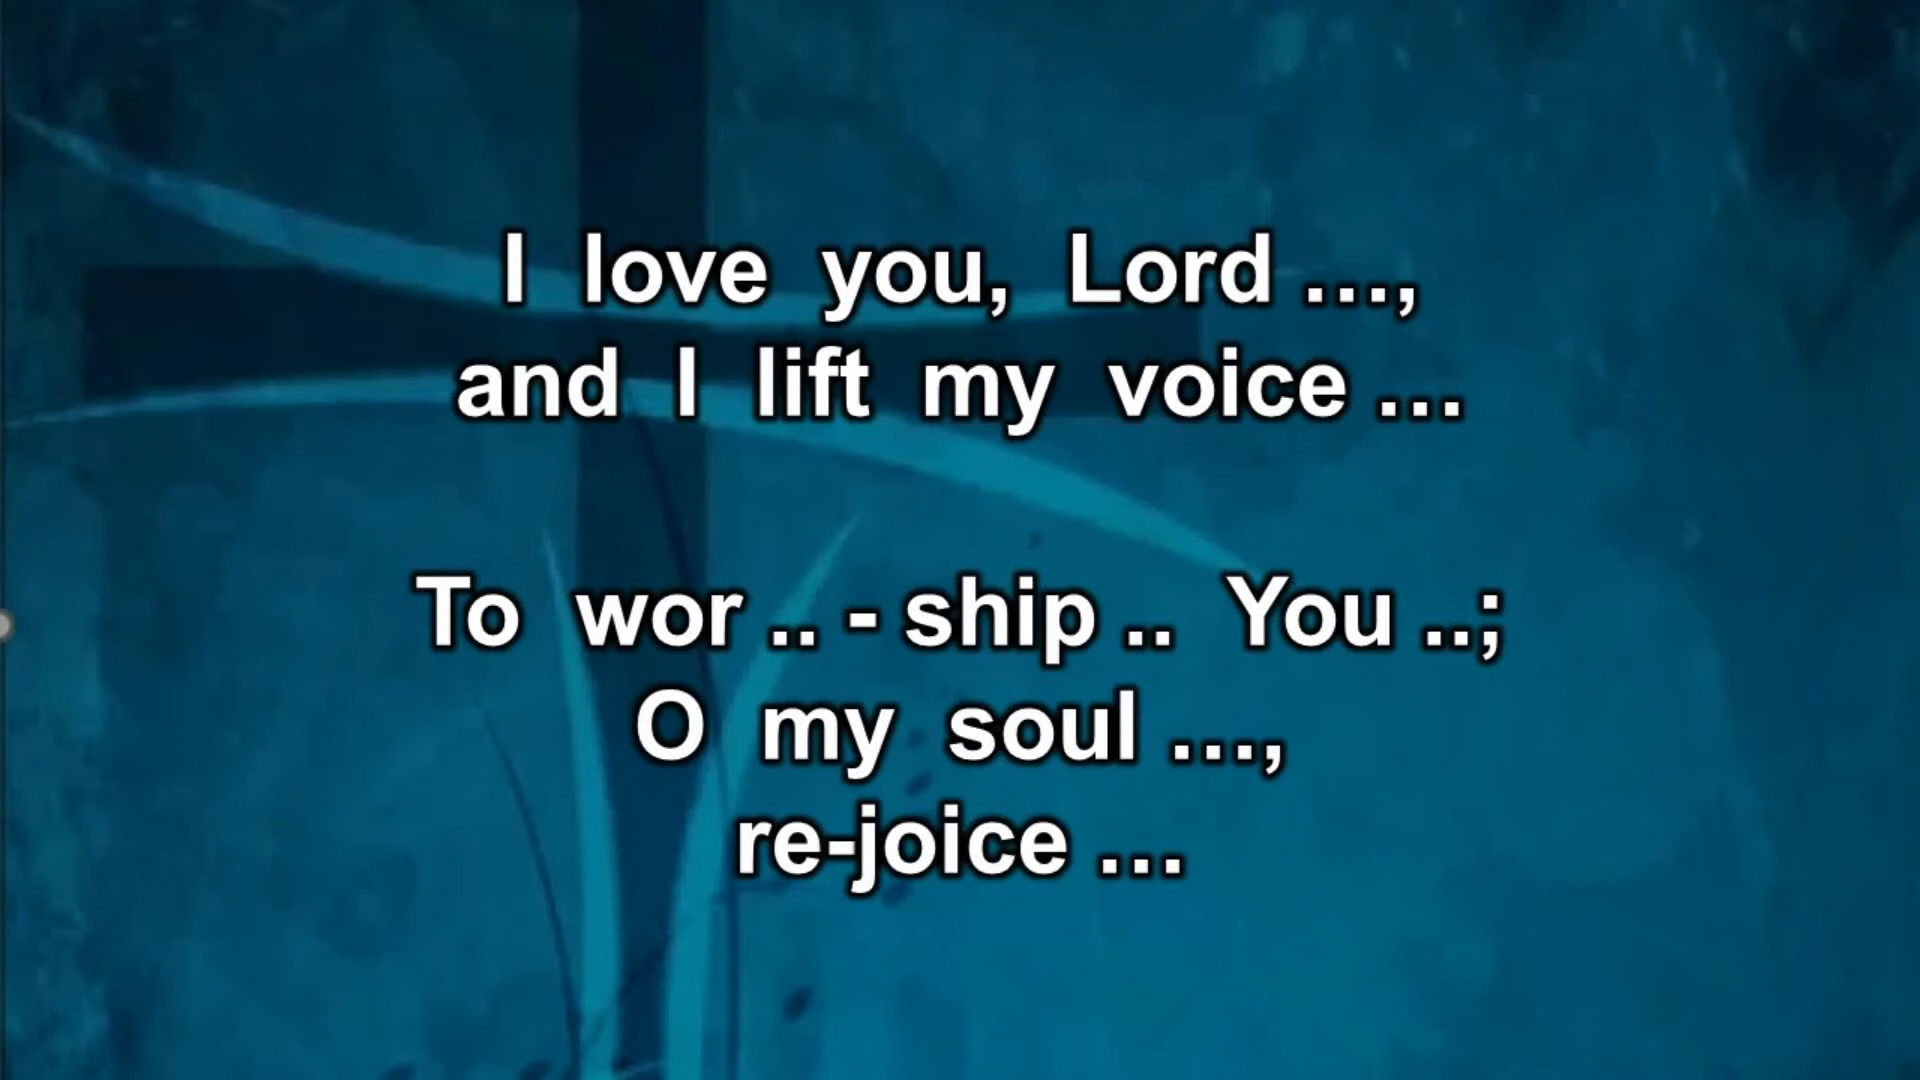 I love you, Lord ...,
and I lift my voice ...
To wor .. - ship .. You ..;
O my soul ...,
re-joice ...